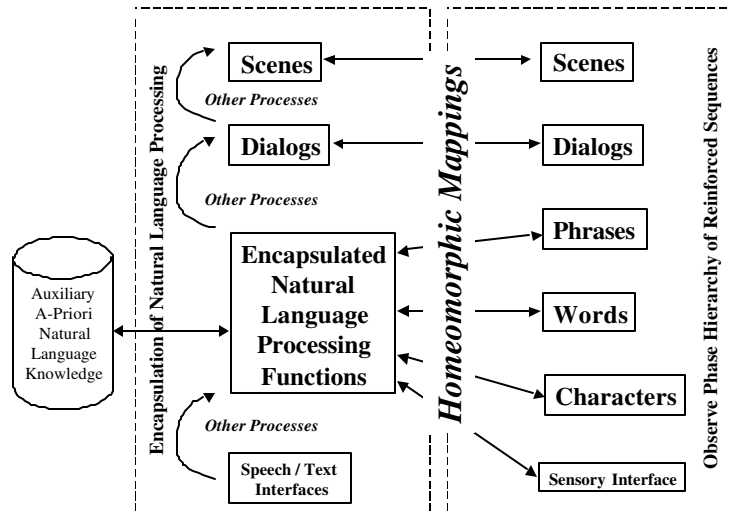 Auxiliary
A-Priori
Natural
Language
Knowledge
Encapsulation of Natural Language Processing
Scenes
Other Processes
Dialogs
Other Processes
Encapsulated
Natural
Language
Processing
Functions
Other Processes
Speech / Text
Interfaces
Homeomorphic Mappings
Scenes
Dialogs
Phrases
Words
Characters
Sensory Interface
Observe Phase Hierarchy of Reinforced Sequences